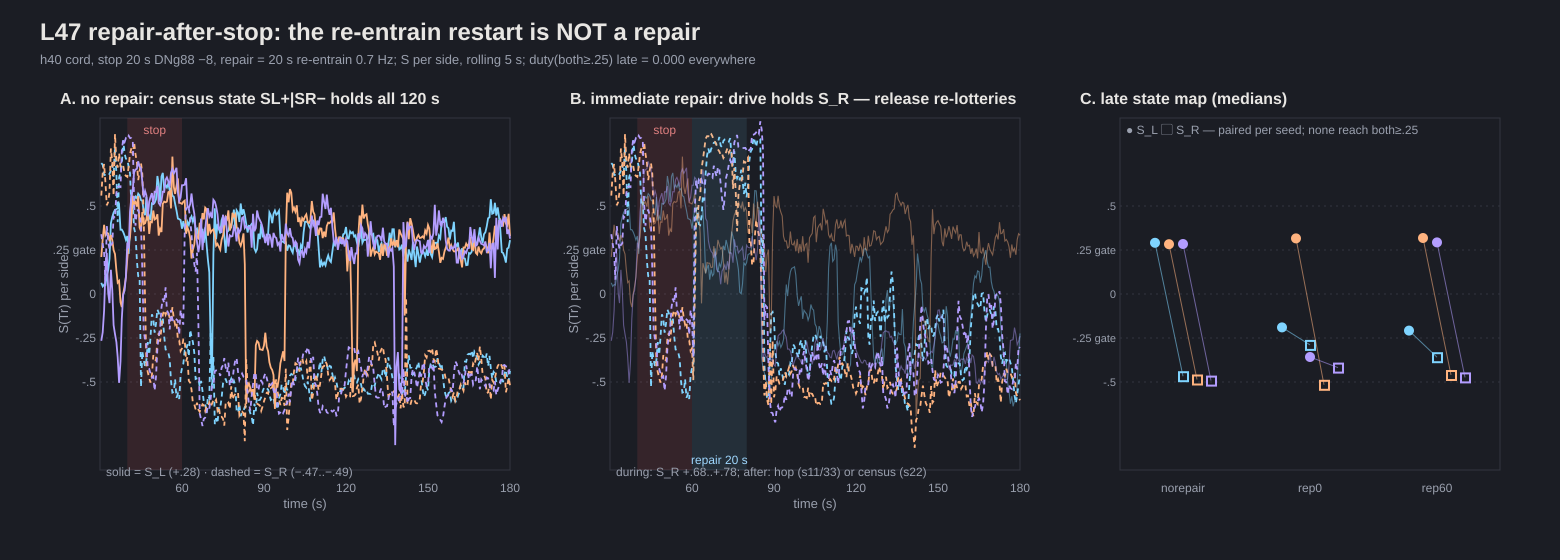 L47 repair-after-stop: the re-entrain restart is NOT a repair
h40 cord, stop 20 s DNg88 −8, repair = 20 s re-entrain 0.7 Hz; S per side, rolling 5 s; duty(both≥.25) late = 0.000 everywhere
A. no repair: census state SL+|SR− holds all 120 s
stop
.5
.25 gate
0
-.25
-.5
S(Tr) per side
solid = S_L (+.28) · dashed = S_R (−.47..−.49)
60 90 120 150 180
time (s)
B. immediate repair: drive holds S_R — release re-lotteries
stop
.5
.25 gate
0
-.25
-.5
S(Tr) per side
repair 20 s
during: S_R +.68..+.78; after: hop (s11/33) or census (s22)
60 90 120 150 180
time (s)
C. late state map (medians)
● S_L □ S_R — paired per seed; none reach both≥.25
.5
.25 gate
0
-.25 gate
-.5
norepair rep0 rep60